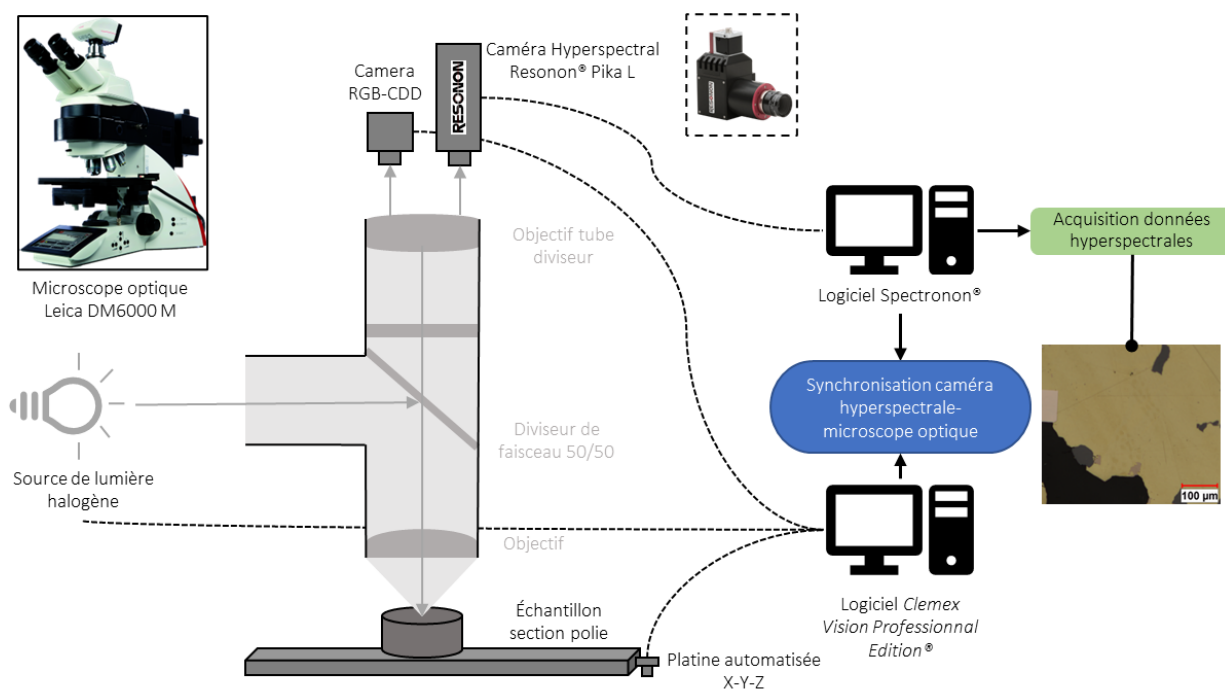 Caméra Hyperspectral
Resonon® Pika L
Camera
RGB-CDD
RESONON
Microscope optique
Leica DM6000 M
Objectif tube
diviseur
Acquisition données
hyperspectrales
Logiciel Spectronon®
Synchronisation caméra
hyperspectrale-
microscope optique
Diviseur de
faisceau 50/50
Source de lumière
halogène
100 µm
Objectif
Échantillon
section polie
Logiciel Clemex
Vision Professionnal
Edition®
Platine automatisée
X-Y-Z